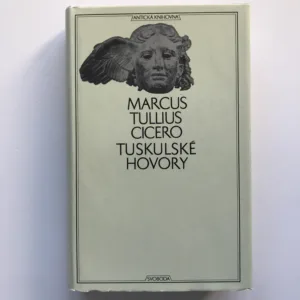 ANTICKÁ KNIHOVNA
MARCUS
TULLIUS
CICERO
TUSKULSKÉ
HOVORY
SVOBODA